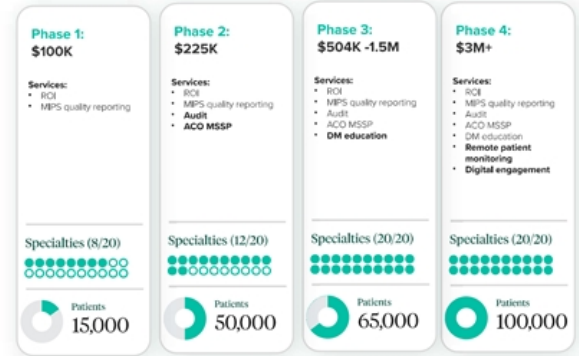 Phase 1:
$100K
Services:
• ROI
• MIPS quality reporting
Specialties (8/20)
Patients
15,000
Phase 2:
$225K
Services:
• ROI
• MIPS quality reporting
• Audit
• ACO MSSP
Specialties (12/20)
Patients
50,000
Phase 3:
$504K -1.5M
Services:
• ROI
• MIPS quality reporting
• Audit
• ACO MSSP
• DM education
Specialties (20/20)
Patients
65,000
Phase 4:
$3M+
Services:
• ROI
• MIPS quality reporting
• Audit
• ACO MSSP
• DM education
• Remote patient
monitoring
• Digital engagement
Specialties (20/20)
Patients
100,000